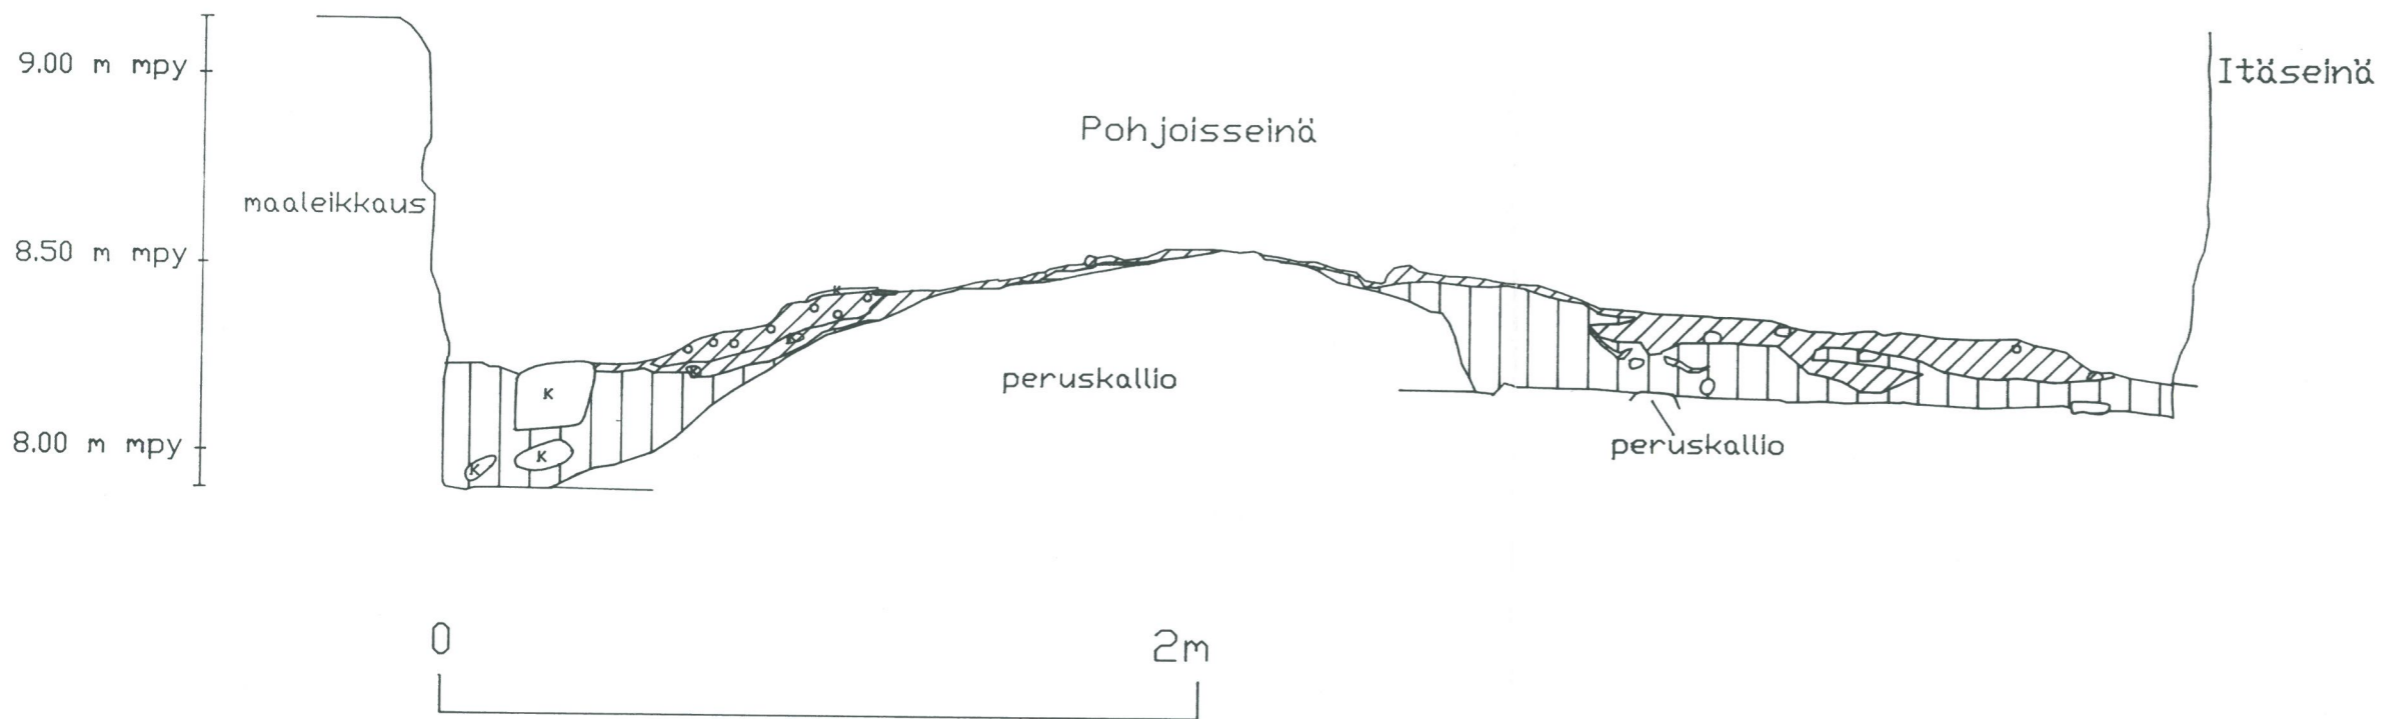 9.00 m mpy
Itäseinä
Pohjoisseinä
maaleikkaus
8.50 m mpy
K
peruskallio
K
8.00 m mpy
K
K
peruskallio
0
2m